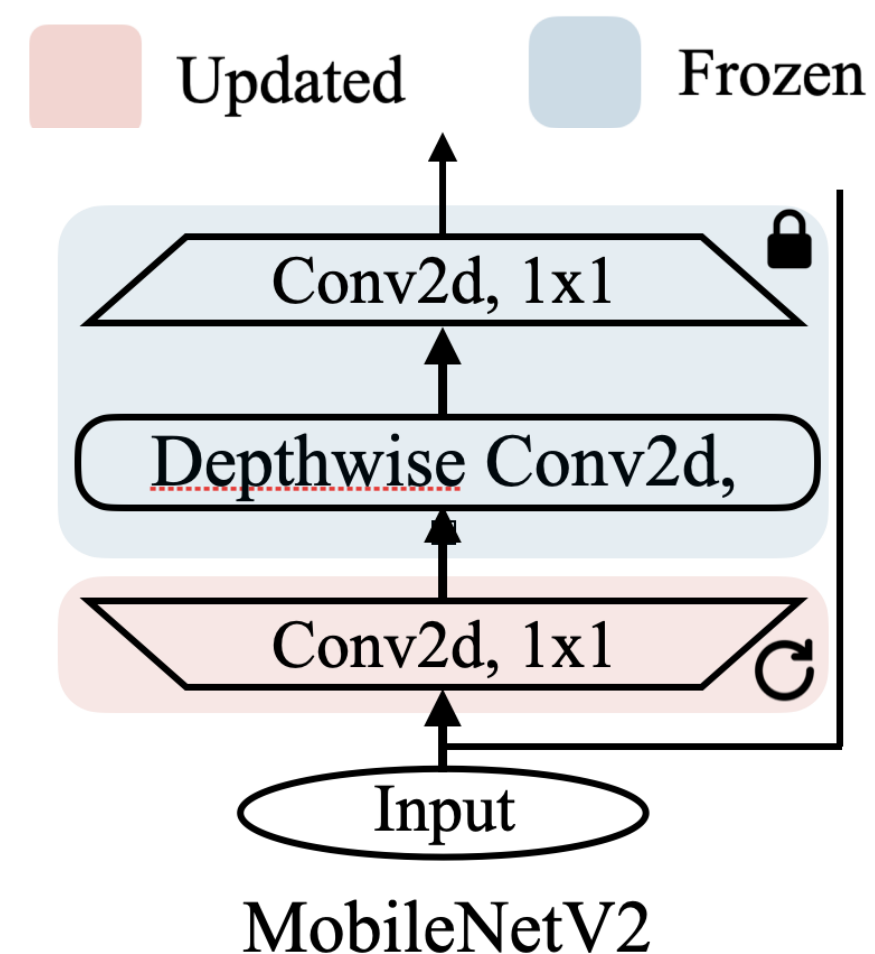 Updated
Frozen
Conv2d, 1x1
Depthwise Conv2d,
Conv2d, 1x1
Input
MobileNetV2